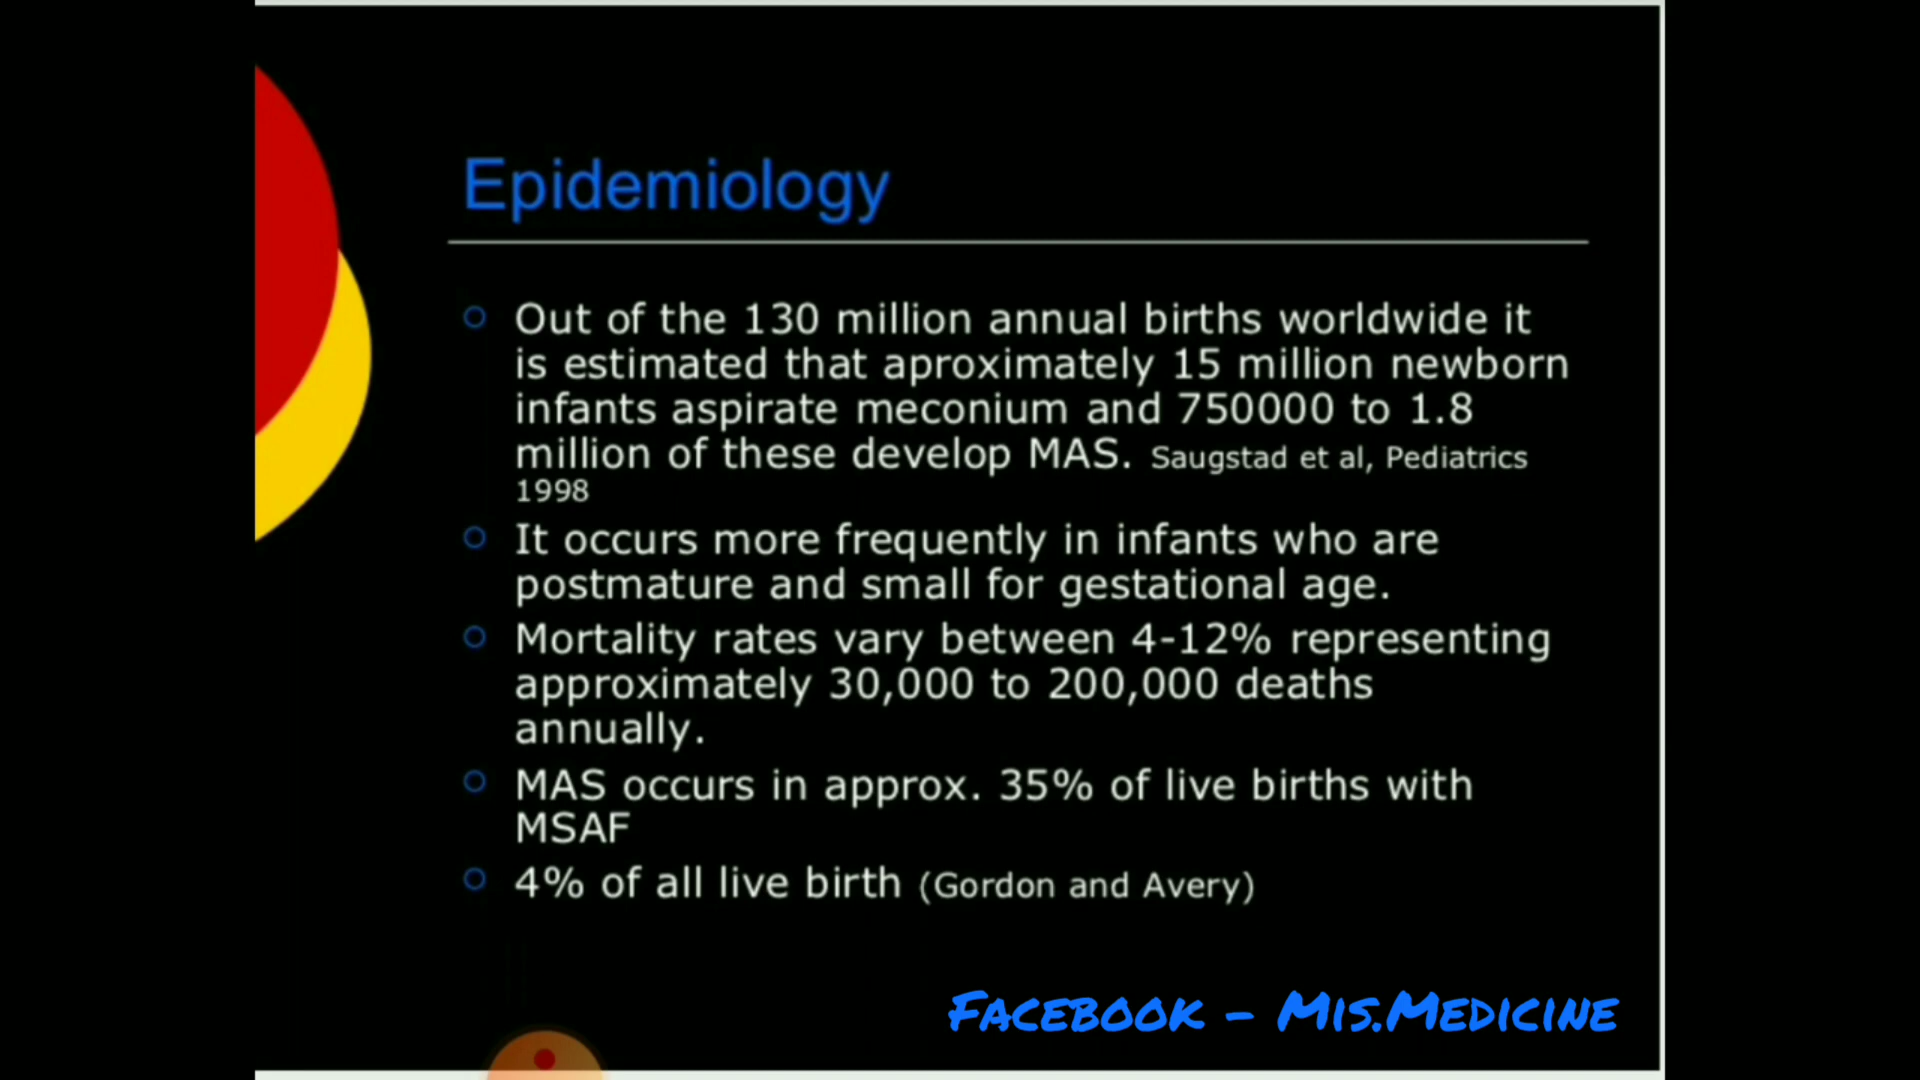 Epidemiology
Out of the 130 million annual births worldwide it
is estimated that aproximately 15 million newborn
infants aspirate meconium and 750000 to 1.8
million of these develop MAS. Saugstad et al, Pediatrics
1998
It occurs more frequently in infants who are
postmature and small for gestational age.
Mortality rates vary between 4-12% representing
approximately 30,000 to 200,000 deaths
annually.
MAS occurs in approx. 35% of live births with
MSAF
4% of all live birth (Gordon and Avery)
Facebook - Mis.Medicine